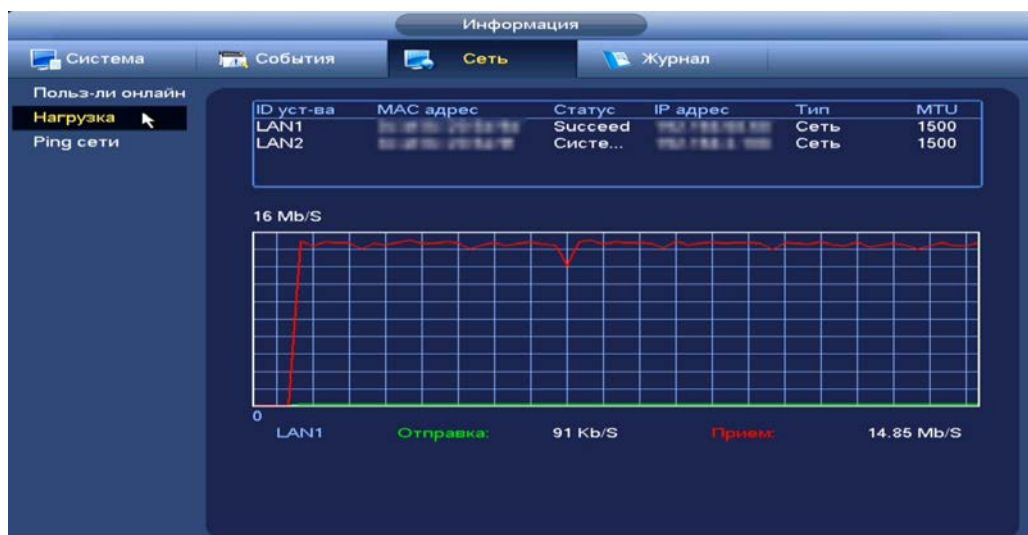 Информация
Система События Сеть Журнал
Польз-ли онлайн
Нагрузка
Ping сети
ID уст-ва MAC адрес Статус IP адрес Тип MTU
LAN1 Succeed Сеть 1500
LAN2 Систе... Сеть 1500
16 Mb/S
0
LAN1 Отправка: 91 Kb/S Прием: 14.85 Mb/S